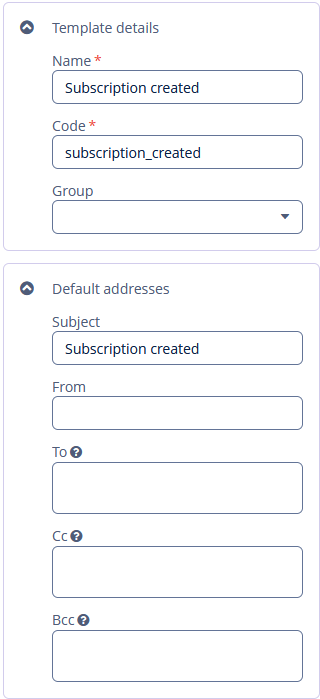 Template details
Name *
Subscription created
Code *
subscription_created
Group
Default addresses
Subject
Subscription created
From
To ?
Cc ?
Bcc ?